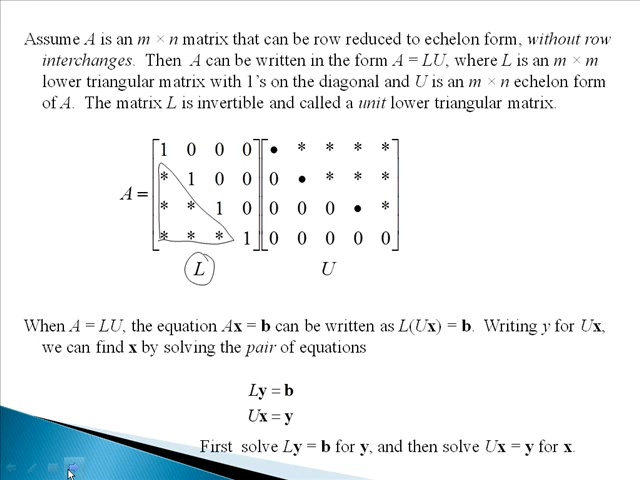 Assume A is an m × n matrix that can be row reduced to echelon form, without row
interchanges. Then A can be written in the form A = LU, where L is an m × m
lower triangular matrix with 1's on the diagonal and U is an m × n echelon form
of A. The matrix L is invertible and called a unit lower triangular matrix.
1 0 0 0 • * * * *
* 1 0 0 0 • * * *
A =
* * 1 0 0 0 0 • *
* * * 1 0 0 0 0 0
L U
When A = LU, the equation Ax = b can be written as L(Ux) = b. Writing y for Ux,
we can find x by solving the pair of equations
Ly = b
Ux = y
First solve Ly = b for y, and then solve Ux = y for x.